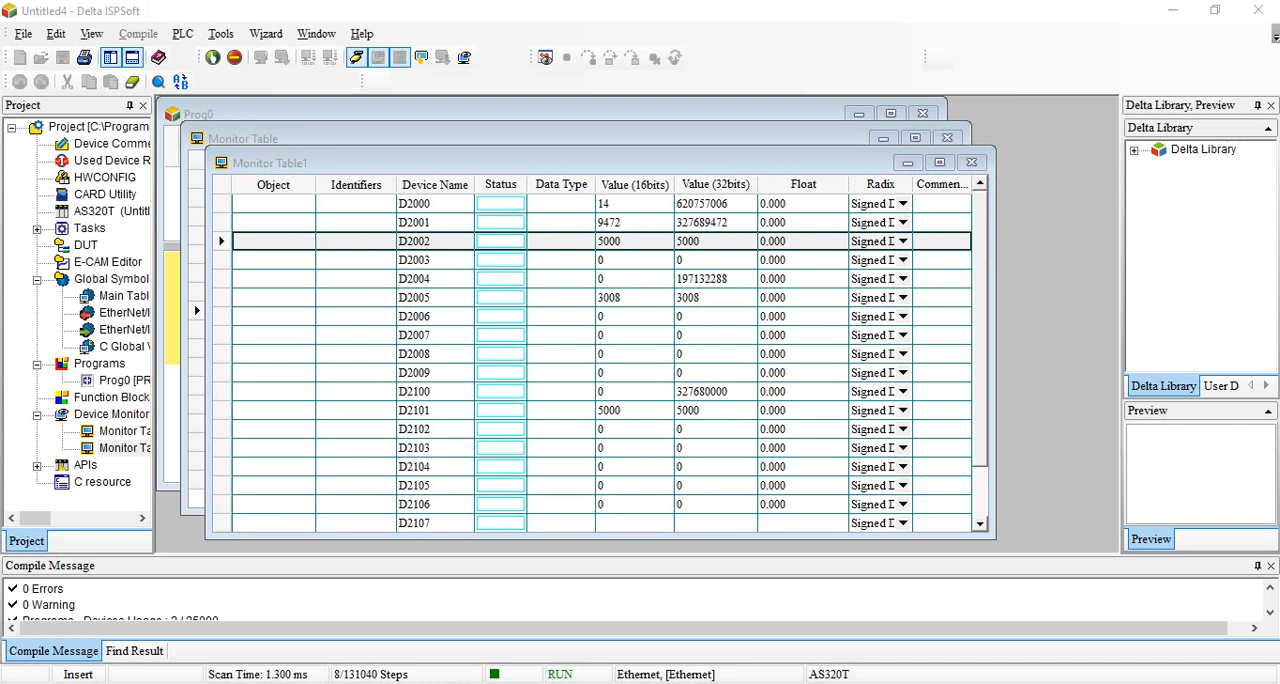 Untitled4 - Delta ISPSoft
File Edit View Compile PLC Tools Wizard Window Help
Project
Project [C:\Program
Device Comme
Used Device R
HWCONFIG
CARD Utility
AS320T (Untitl
Tasks
DUT
E-CAM Editor
Global Symbol
Main Tabl
EtherNet/I
EtherNet/I
C Global V
Programs
Prog0 [PR
Function Block
Device Monitor
Monitor Ta
Monitor Ta
APIs
C resource
Project
Prog0
Monitor Table
Monitor Table1
Object Identifiers Device Name Status Data Type Value (16bits) Value (32bits) Float Radix Commen...
D2000 14 620757006 0.000 Signed D
D2001 9472 327689472 0.000 Signed D
D2002 5000 5000 0.000 Signed D
D2003 0 0 0.000 Signed D
D2004 0 197132288 0.000 Signed D
D2005 3008 3008 0.000 Signed D
D2006 0 0 0.000 Signed D
D2007 0 0 0.000 Signed D
D2008 0 0 0.000 Signed D
D2009 0 0 0.000 Signed D
D2100 0 327680000 0.000 Signed D
D2101 5000 5000 0.000 Signed D
D2102 0 0 0.000 Signed D
D2103 0 0 0.000 Signed D
D2104 0 0 0.000 Signed D
D2105 0 0 0.000 Signed D
D2106 0 0 0.000 Signed D
D2107 Signed D
Delta Library, Preview
Delta Library
Delta Library
Delta Library User D
Preview
Preview
Compile Message
0 Errors
0 Warning
Programs - Devices Usage : 2 / 25000
Compile Message Find Result
Insert Scan Time: 1.300 ms 8/131040 Steps RUN Ethernet, [Ethernet] AS320T